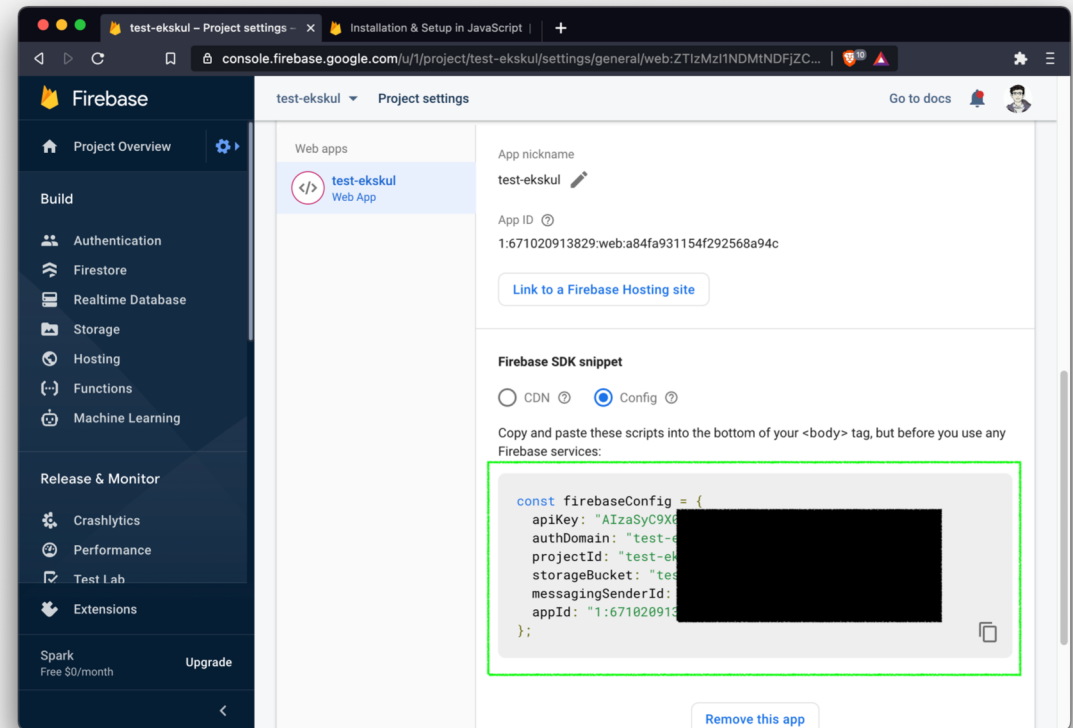 test-ekskul – Project settings –
Installation & Setup in JavaScript |
console.firebase.google.com/u/1/project/test-ekskul/settings/general/web:ZTIzMzI1NDMtNDFjZC...
10
Firebase
test-ekskul
Project settings
Go to docs
Project Overview
Build
Authentication
Firestore
Realtime Database
Storage
Hosting
Functions
Machine Learning
Release & Monitor
Crashlytics
Performance
Test Lab
Extensions
Spark
Free $0/month
Upgrade
Web apps
test-ekskul
Web App
App nickname
test-ekskul
App ID
1:671020913829:web:a84fa931154f292568a94c
Link to a Firebase Hosting site
Firebase SDK snippet
CDN
Config
Copy and paste these scripts into the bottom of your <body> tag, but before you use any
Firebase services:
const firebaseConfig = {
apiKey: "AIzaSyC9X
authDomain: "test-e
projectId: "test-ek
storageBucket: "tes
messagingSenderId:
appId: "1:67102091
};
Remove this app